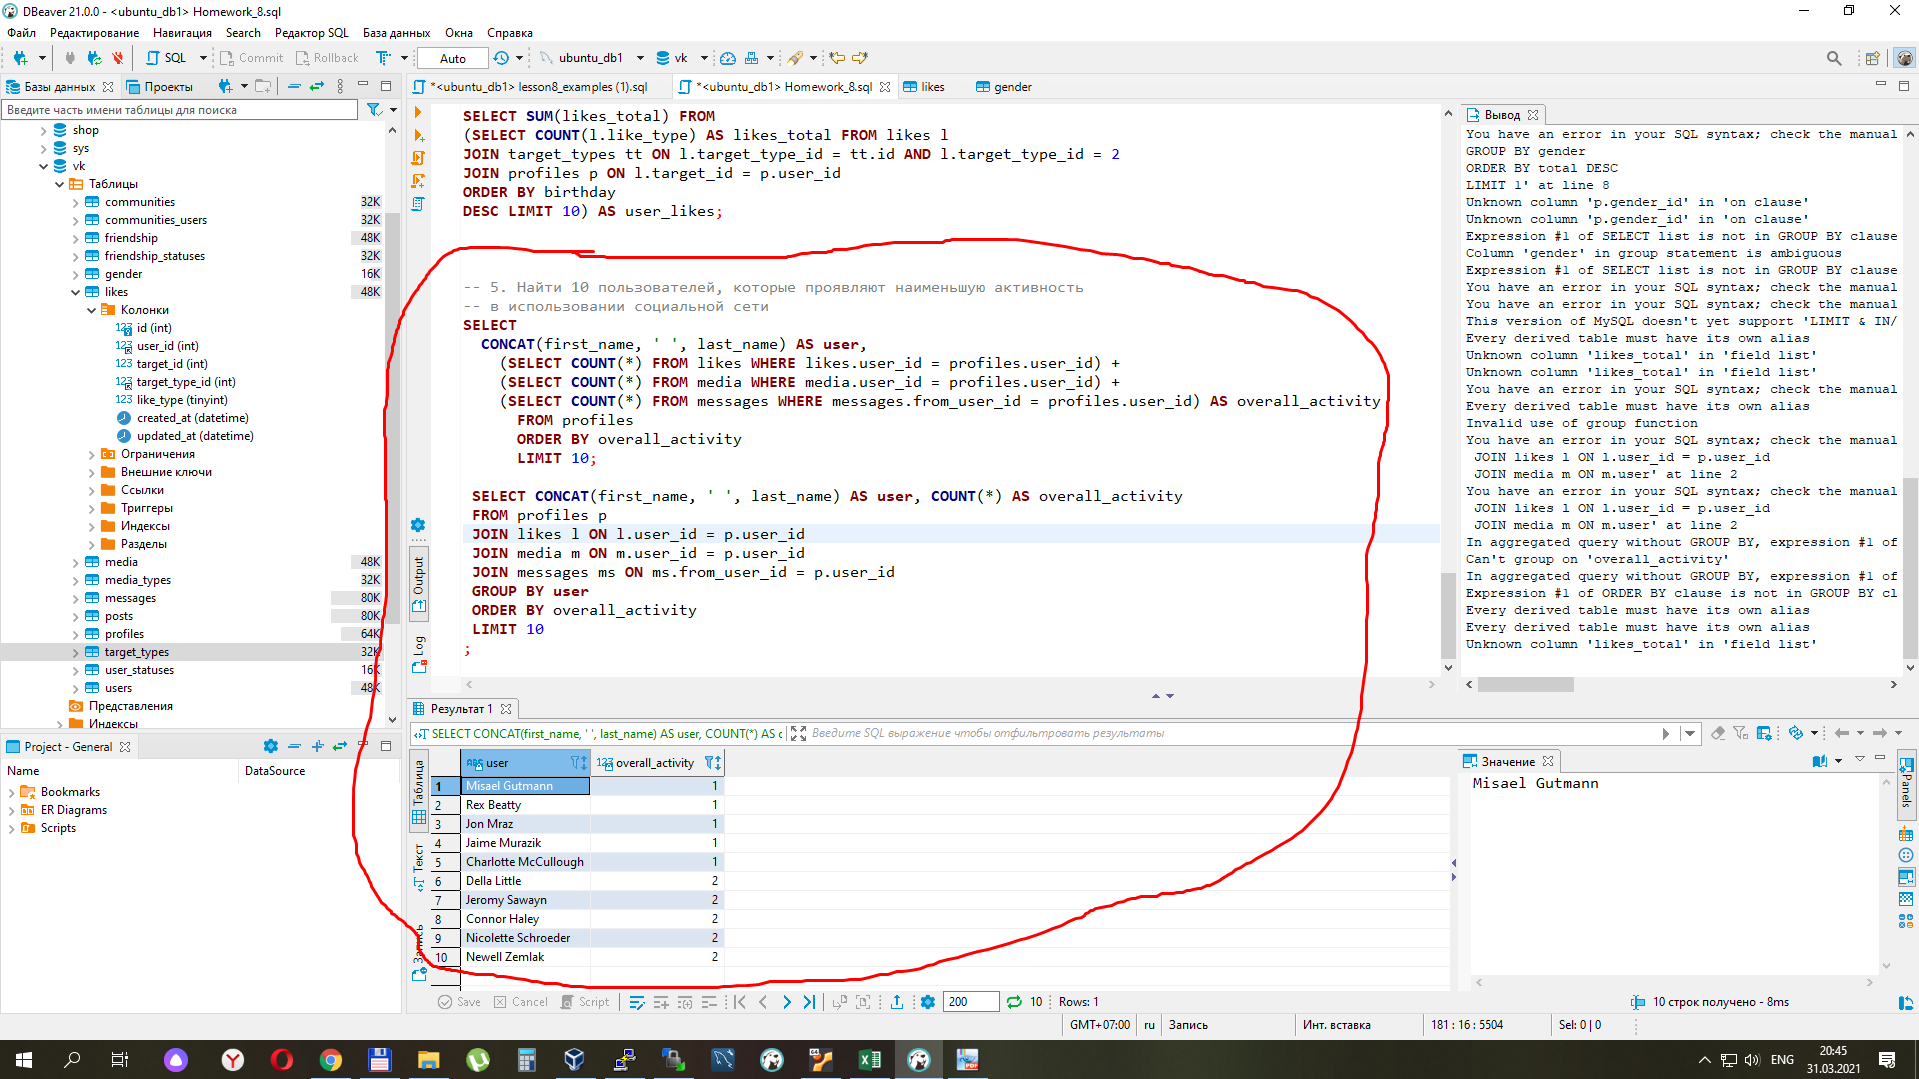 DBeaver 21.0.0 - <ubuntu_db1> Homework_8.sql
Файл Редактирование Навигация Search Редактор SQL База данных Окна Справка
SQL Commit Rollback Auto ubuntu_db1 vk
Базы данных Проекты
*<ubuntu_db1> lesson8_examples (1).sql *<ubuntu_db1> Homework_8.sql likes gender
Введите часть имени таблицы для поиска
shop
sys
vk
Таблицы
communities 32K
communities_users 32K
friendship 48K
friendship_statuses 32K
gender 16K
likes 48K
Колонки
123 id (int)
123 user_id (int)
123 target_id (int)
123 target_type_id (int)
123 like_type (tinyint)
created_at (datetime)
updated_at (datetime)
Ограничения
Внешние ключи
Ссылки
Триггеры
Индексы
Разделы
media 48K
media_types 32K
messages 80K
posts 80K
profiles 64K
target_types 32K
user_statuses 16K
users 48K
Представления
Индексы
Project - General
Name DataSource
Bookmarks
ER Diagrams
Scripts
SELECT SUM(likes_total) FROM
(SELECT COUNT(l.like_type) AS likes_total FROM likes l
JOIN target_types tt ON l.target_type_id = tt.id AND l.target_type_id = 2
JOIN profiles p ON l.target_id = p.user_id
ORDER BY birthday
DESC LIMIT 10) AS user_likes;
-- 5. Найти 10 пользователей, которые проявляют наименьшую активность
-- в использовании социальной сети
SELECT
CONCAT(first_name, ' ', last_name) AS user,
(SELECT COUNT(*) FROM likes WHERE likes.user_id = profiles.user_id) +
(SELECT COUNT(*) FROM media WHERE media.user_id = profiles.user_id) +
(SELECT COUNT(*) FROM messages WHERE messages.from_user_id = profiles.user_id) AS overall_activity
FROM profiles
ORDER BY overall_activity
LIMIT 10;
SELECT CONCAT(first_name, ' ', last_name) AS user, COUNT(*) AS overall_activity
FROM profiles p
JOIN likes l ON l.user_id = p.user_id
JOIN media m ON m.user_id = p.user_id
JOIN messages ms ON ms.from_user_id = p.user_id
GROUP BY user
ORDER BY overall_activity
LIMIT 10
;
Output
Log
Вывод
You have an error in your SQL syntax; check the manual
GROUP BY gender
ORDER BY total DESC
LIMIT 1' at line 8
Unknown column 'p.gender_id' in 'on clause'
Unknown column 'p.gender_id' in 'on clause'
Expression #1 of SELECT list is not in GROUP BY clause
Column 'gender' in group statement is ambiguous
Expression #1 of SELECT list is not in GROUP BY clause
You have an error in your SQL syntax; check the manual
You have an error in your SQL syntax; check the manual
This version of MySQL doesn't yet support 'LIMIT & IN/
Every derived table must have its own alias
Unknown column 'likes_total' in 'field list'
Unknown column 'likes_total' in 'field list'
You have an error in your SQL syntax; check the manual
Every derived table must have its own alias
Invalid use of group function
You have an error in your SQL syntax; check the manual
JOIN likes l ON l.user_id = p.user_id
JOIN media m ON m.user' at line 2
You have an error in your SQL syntax; check the manual
JOIN likes l ON l.user_id = p.user_id
JOIN media m ON m.user' at line 2
In aggregated query without GROUP BY, expression #1 of
Can't group on 'overall_activity'
In aggregated query without GROUP BY, expression #1 of
Expression #1 of ORDER BY clause is not in GROUP BY cl
Every derived table must have its own alias
Every derived table must have its own alias
Unknown column 'likes_total' in 'field list'
Результат 1
SELECT CONCAT(first_name, ' ', last_name) AS user, COUNT(*) AS c Введите SQL выражение чтобы отфильтровать результаты
Таблица
Текст
Запись
ABC user 123 overall_activity
1 Misael Gutmann 1
2 Rex Beatty 1
3 Jon Mraz 1
4 Jaime Murazik 1
5 Charlotte McCullough 1
6 Della Little 2
7 Jeromy Sawayn 2
8 Connor Haley 2
9 Nicolette Schroeder 2
10 Newell Zemlak 2
Значение
Misael Gutmann
Panels
Save Cancel Script 200 10 Rows: 1 10 строк получено - 8ms
GMT+07:00 ru Запись Инт. вставка 181 : 16 : 5504 Sel: 0 | 0
ENG 20:45
31.03.2021